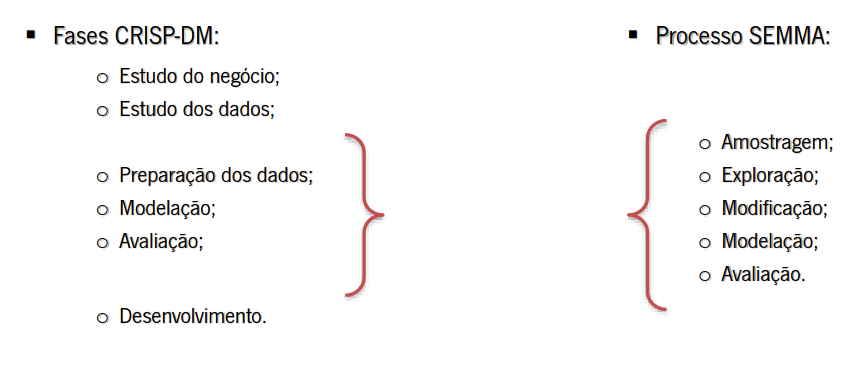 ▪ Fases CRISP-DM:
o Estudo do negócio;
o Estudo dos dados;
o Preparação dos dados;
o Modelação;
o Avaliação;
o Desenvolvimento.
▪ Processo SEMMA:
o Amostragem;
o Exploração;
o Modificação;
o Modelação;
o Avaliação.